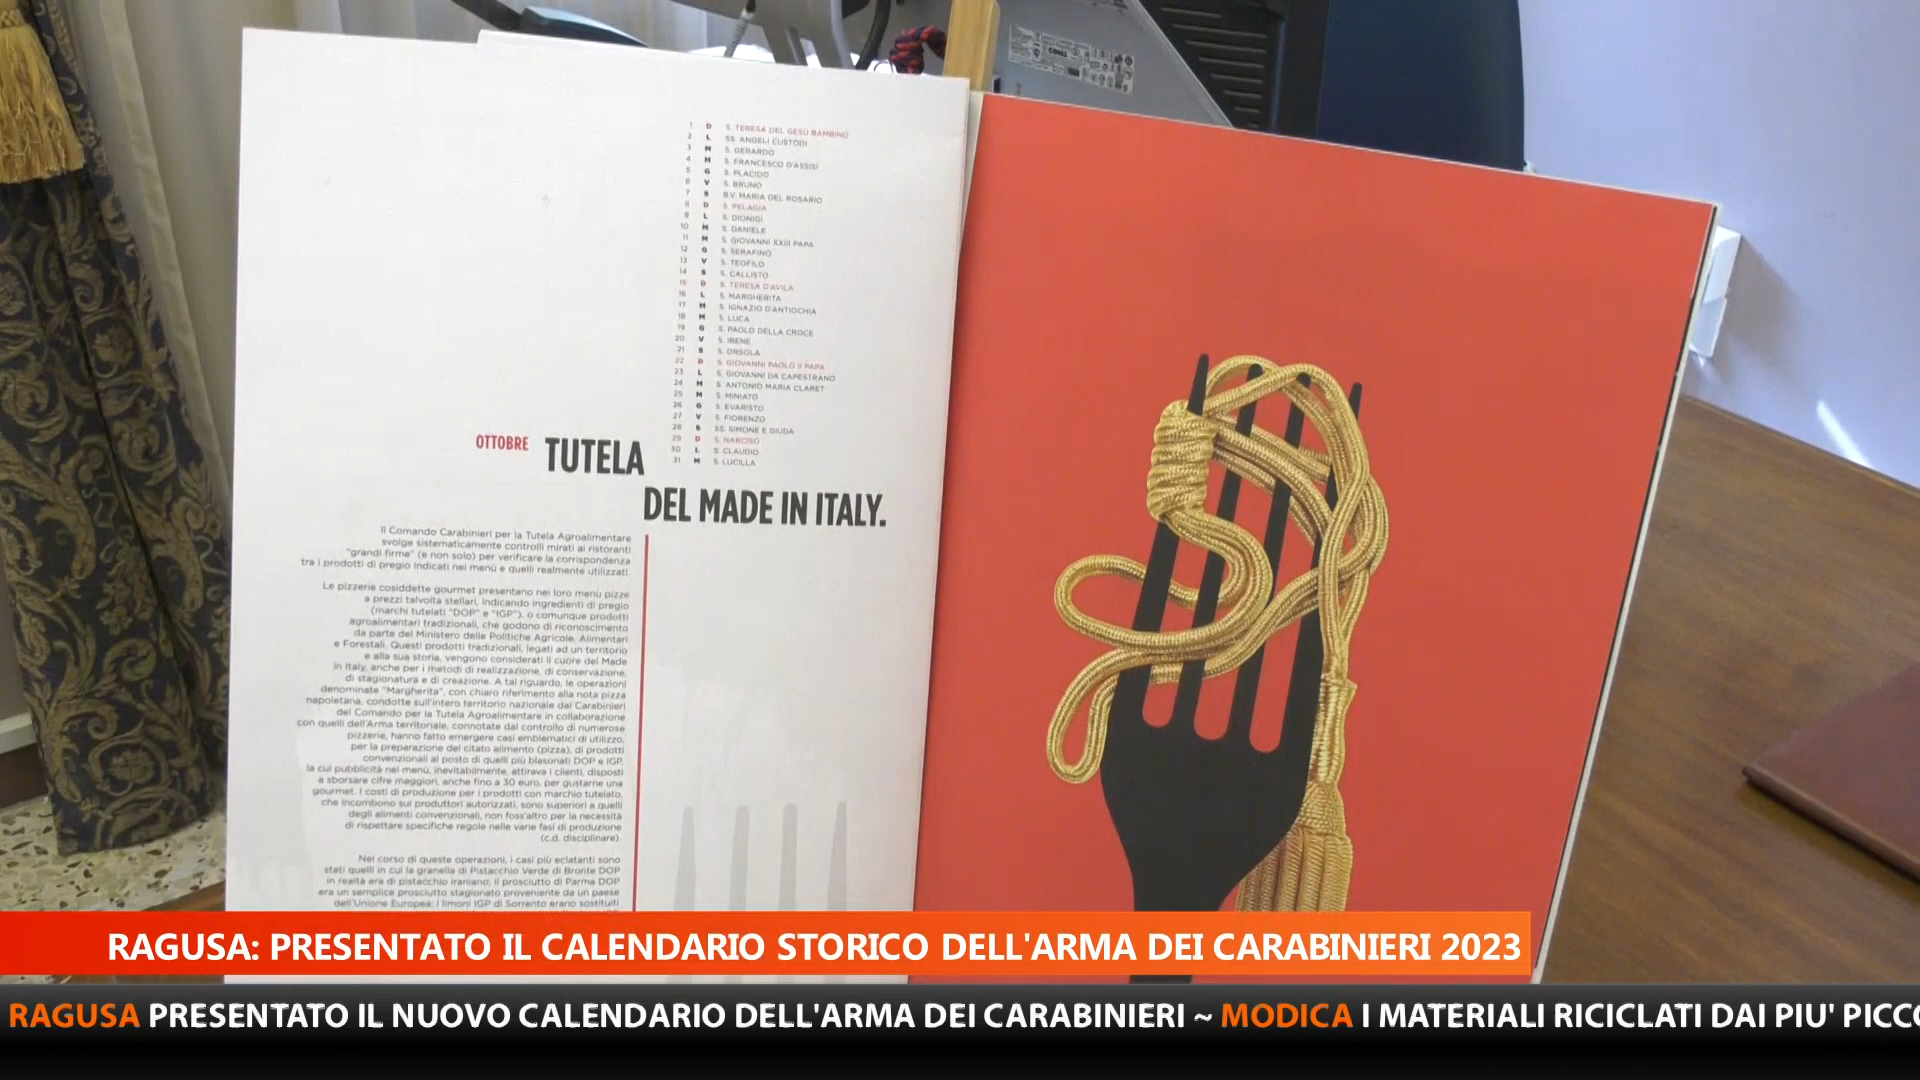 1 D S. TERESA DEL GESÙ BAMBINO
2 L SS. ANGELI CUSTODI
3 M S. GERARDO
4 M S. FRANCESCO D'ASSISI
5 G S. PLACIDO
6 V S. BRUNO
7 S B.V. MARIA DEL ROSARIO
8 D S. PELAGIA
9 L S. DIONIGI
10 M S. DANIELE
11 M S. GIOVANNI XXIII PAPA
12 G S. SERAFINO
13 V S. TEOFILO
14 S S. CALLISTO
15 D S. TERESA D'AVILA
16 L S. MARGHERITA
17 M S. IGNAZIO D'ANTIOCHIA
18 M S. LUCA
19 G S. PAOLO DELLA CROCE
20 V S. IRENE
21 S S. ORSOLA
22 D S. GIOVANNI PAOLO II PAPA
23 L S. GIOVANNI DA CAPESTRANO
24 M S. ANTONIO MARIA CLARET
25 M S. MINIATO
26 G S. EVARISTO
27 V S. FIORENZO
28 S SS. SIMONE E GIUDA
29 D S. NARCISO
30 L S. CLAUDIO
31 M S. LUCILLA
OTTOBRE TUTELA
DEL MADE IN ITALY.
Il Comando Carabinieri per la Tutela Agroalimentare
svolge sistematicamente controlli mirati ai ristoranti
"grandi firme" (e non solo) per verificare la corrispondenza
tra i prodotti di pregio indicati nei menù e quelli realmente utilizzati.
Le pizzerie cosiddette gourmet presentano nei loro menù pizze
a prezzi talvolta stellari, indicando ingredienti di pregio
(marchi tutelati "DOP" e "IGP"), o comunque prodotti
agroalimentari tradizionali, che godono di riconoscimento
da parte del Ministero delle Politiche Agricole, Alimentari
e Forestali. Questi prodotti tradizionali, legati ad un territorio
e alla sua storia, vengono considerati il cuore del Made
in Italy, anche per i metodi di realizzazione, di conservazione,
di stagionatura e di creazione. A tal riguardo, le operazioni
denominate "Margherita", con chiaro riferimento alla nota pizza
napoletana, condotte sull'intero territorio nazionale dai Carabinieri
del Comando per la Tutela Agroalimentare in collaborazione
con quelli dell'Arma territoriale, connotate dal controllo di numerose
pizzerie, hanno fatto emergere casi emblematici di utilizzo,
per la preparazione del citato alimento (pizza), di prodotti
convenzionali al posto di quelli più blasonati DOP e IGP,
la cui pubblicità nei menù, inevitabilmente, attirava i clienti, disposti
a sborsare cifre maggiori, anche fino a 30 euro, per gustarne una
gourmet. I costi di produzione per i prodotti con marchio tutelato,
che incombono sui produttori autorizzati, sono superiori a quelli
degli alimenti convenzionali, non foss'altro per la necessità
di rispettare specifiche regole nelle varie fasi di produzione
(c.d. disciplinare).
Nel corso di queste operazioni, i casi più eclatanti sono
stati quelli in cui la granella di Pistacchio Verde di Bronte DOP
in realtà era di pistacchio iraniano; il prosciutto di Parma DOP
era un semplice prosciutto stagionato proveniente da un paese
dell'Unione Europea; i limoni IGP di Sorrento erano sostituiti
RAGUSA: PRESENTATO IL CALENDARIO STORICO DELL'ARMA DEI CARABINIERI 2023
RAGUSA PRESENTATO IL NUOVO CALENDARIO DELL'ARMA DEI CARABINIERI ~ MODICA I MATERIALI RICICLATI DAI PIU' PICCO